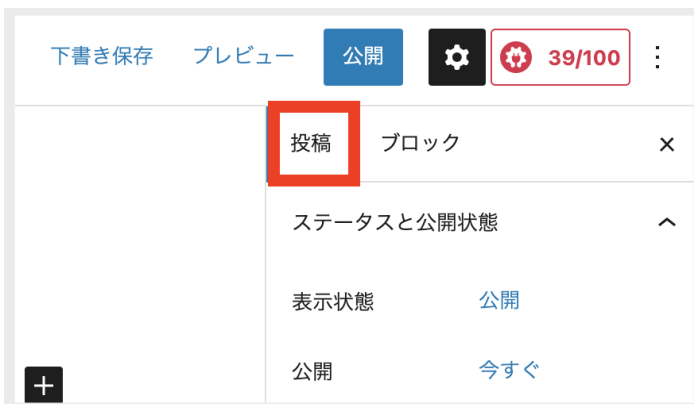 下書き保存 プレビュー 公開 39/100
投稿 ブロック
ステータスと公開状態
表示状態 公開
公開 今すぐ